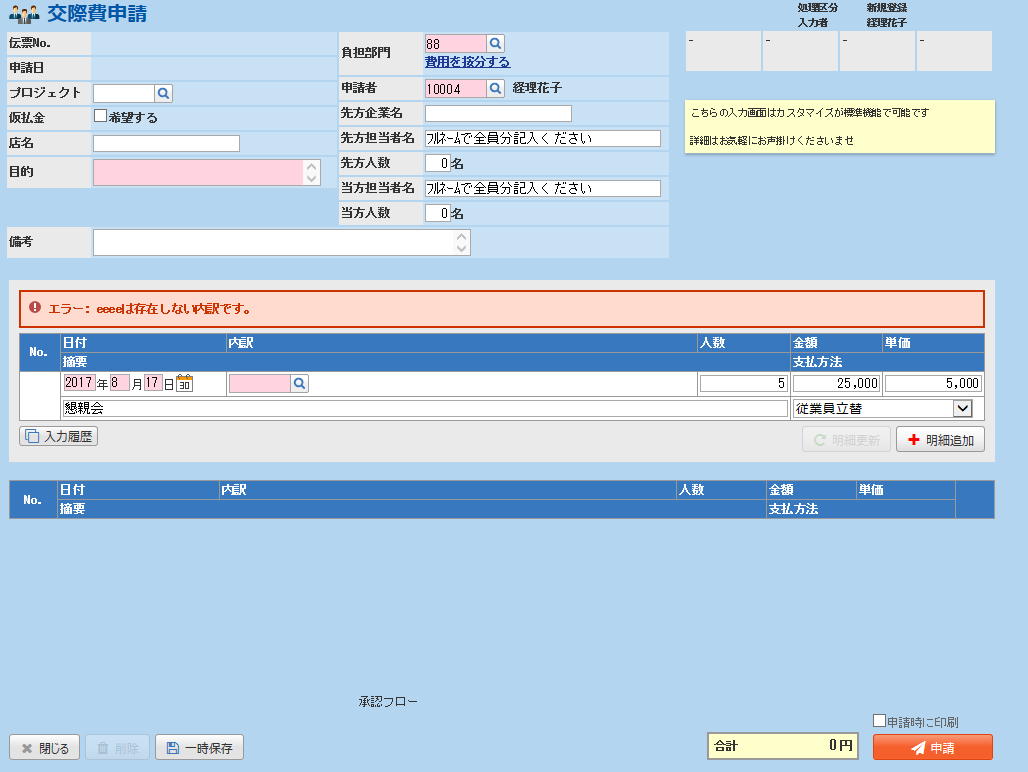 交際費申請
処理区分 新規登録
入力者 経理花子
伝票No.
申請日
プロジェクト
仮払金 希望する
店名
目的
備考
負担部門 88
費用を按分する
申請者 10004 経理花子
先方企業名
先方担当者名 ﾌﾙﾈｰﾑで全員分記入ください
先方人数 0 名
当方担当者名 ﾌﾙﾈｰﾑで全員分記入ください
当方人数 0 名
- - - -
こちらの入力画面はカスタマイズが標準機能で可能です
詳細はお気軽にお声掛けくださいませ
エラー： eeeeは存在しない内訳です。
No. 日付 内訳 人数 金額 単価
摘要 支払方法
2017 年 8 月 17 日 30 5 25,000 5,000
懇親会 従業員立替
入力履歴 明細更新 明細追加
No. 日付 内訳 人数 金額 単価
摘要 支払方法
承認フロー
申請時に印刷
閉じる 削除 一時保存 合計 0 円 申請